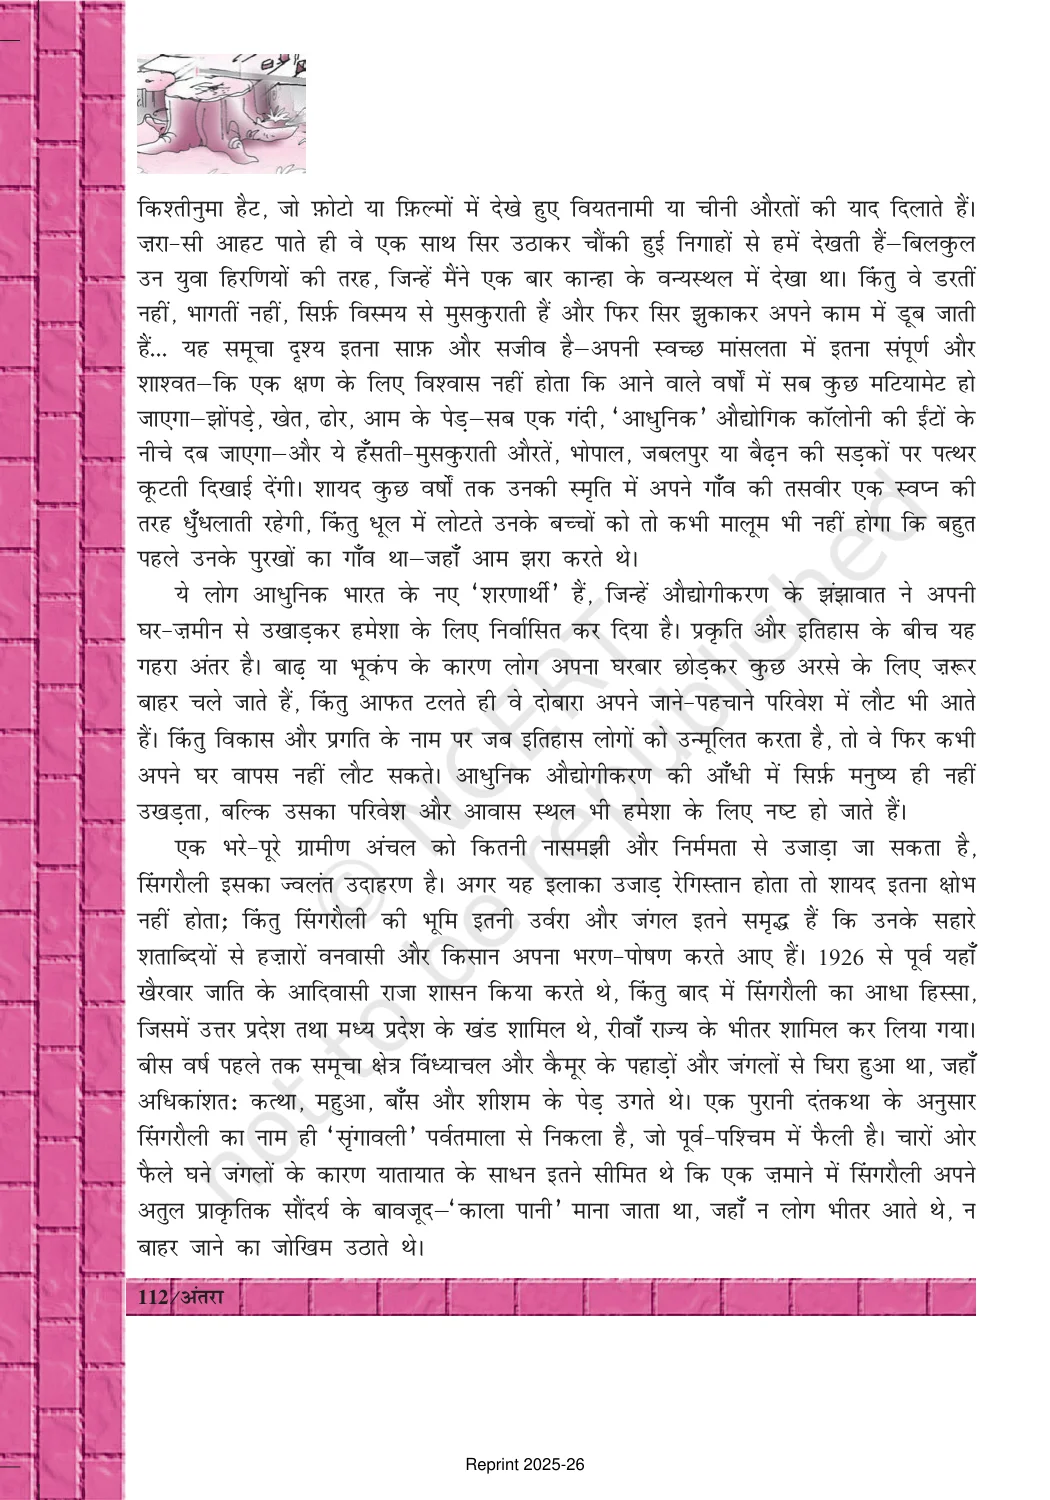 किश्तीनुमा हैट, जो फ़ोटो या फ़िल्मों में देखे हुए वियतनामी या चीनी औरतों की याद दिलाते हैं।
ज़रा-सी आहट पाते ही वे एक साथ सिर उठाकर चौंकी हुई निगाहों से हमें देखती हैं–बिलकुल
उन युवा हिरणियों की तरह, जिन्हें मैंने एक बार कान्हा के वन्यस्थल में देखा था। किंतु वे डरतीं
नहीं, भागतीं नहीं, सिर्फ़ विस्मय से मुसकुराती हैं और फिर सिर झुकाकर अपने काम में डूब जाती
हैं... यह समूचा दृश्य इतना साफ़ और सजीव है–अपनी स्वच्छ मांसलता में इतना संपूर्ण और
शाश्वत–कि एक क्षण के लिए विश्वास नहीं होता कि आने वाले वर्षों में सब कुछ मटियामेट हो
जाएगा–झोंपड़े, खेत, ढोर, आम के पेड़–सब एक गंदी, ‘आधुनिक’ औद्योगिक कॉलोनी की ईंटों के
नीचे दब जाएगा–और ये हँसती-मुसकुराती औरतें, भोपाल, जबलपुर या बैढ़न की सड़कों पर पत्थर
कूटती दिखाई देंगी। शायद कुछ वर्षों तक उनकी स्मृति में अपने गाँव की तसवीर एक स्वप्न की
तरह धुँधलाती रहेगी, किंतु धूल में लोटते उनके बच्चों को तो कभी मालूम भी नहीं होगा कि बहुत
पहले उनके पुरखों का गाँव था–जहाँ आम झरा करते थे।
ये लोग आधुनिक भारत के नए ‘शरणार्थी’ हैं, जिन्हें औद्योगीकरण के झंझावात ने अपनी
घर-ज़मीन से उखाड़कर हमेशा के लिए निर्वासित कर दिया है। प्रकृति और इतिहास के बीच यह
गहरा अंतर है। बाढ़ या भूकंप के कारण लोग अपना घरबार छोड़कर कुछ अरसे के लिए ज़रूर
बाहर चले जाते हैं, किंतु आफत टलते ही वे दोबारा अपने जाने-पहचाने परिवेश में लौट भी आते
हैं। किंतु विकास और प्रगति के नाम पर जब इतिहास लोगों को उन्मूलित करता है, तो वे फिर कभी
अपने घर वापस नहीं लौट सकते। आधुनिक औद्योगीकरण की आँधी में सिर्फ़ मनुष्य ही नहीं
उखड़ता, बल्कि उसका परिवेश और आवास स्थल भी हमेशा के लिए नष्ट हो जाते हैं।
एक भरे-पूरे ग्रामीण अंचल को कितनी नासमझी और निर्ममता से उजाड़ा जा सकता है,
सिंगरौली इसका ज्वलंत उदाहरण है। अगर यह इलाका उजाड़ रेगिस्तान होता तो शायद इतना क्षोभ
नहीं होता; किंतु सिंगरौली की भूमि इतनी उर्वरा और जंगल इतने समृद्ध हैं कि उनके सहारे
शताब्दियों से हज़ारों वनवासी और किसान अपना भरण-पोषण करते आए हैं। 1926 से पूर्व यहाँ
खैरवार जाति के आदिवासी राजा शासन किया करते थे, किंतु बाद में सिंगरौली का आधा हिस्सा,
जिसमें उत्तर प्रदेश तथा मध्य प्रदेश के खंड शामिल थे, रीवाँ राज्य के भीतर शामिल कर लिया गया।
बीस वर्ष पहले तक समूचा क्षेत्र विंध्याचल और कैमूर के पहाड़ों और जंगलों से घिरा हुआ था, जहाँ
अधिकांशत: कत्था, महुआ, बाँस और शीशम के पेड़ उगते थे। एक पुरानी दंतकथा के अनुसार
सिंगरौली का नाम ही ‘सृंगावली’ पर्वतमाला से निकला है, जो पूर्व-पश्चिम में फैली है। चारों ओर
फैले घने जंगलों के कारण यातायात के साधन इतने सीमित थे कि एक ज़माने में सिंगरौली अपने
अतुल प्राकृतिक सौंदर्य के बावजूद–‘काला पानी’ माना जाता था, जहाँ न लोग भीतर आते थे, न
बाहर जाने का जोखिम उठाते थे।
112/अंतरा
© NCERT
not to be republished
Reprint 2025-26